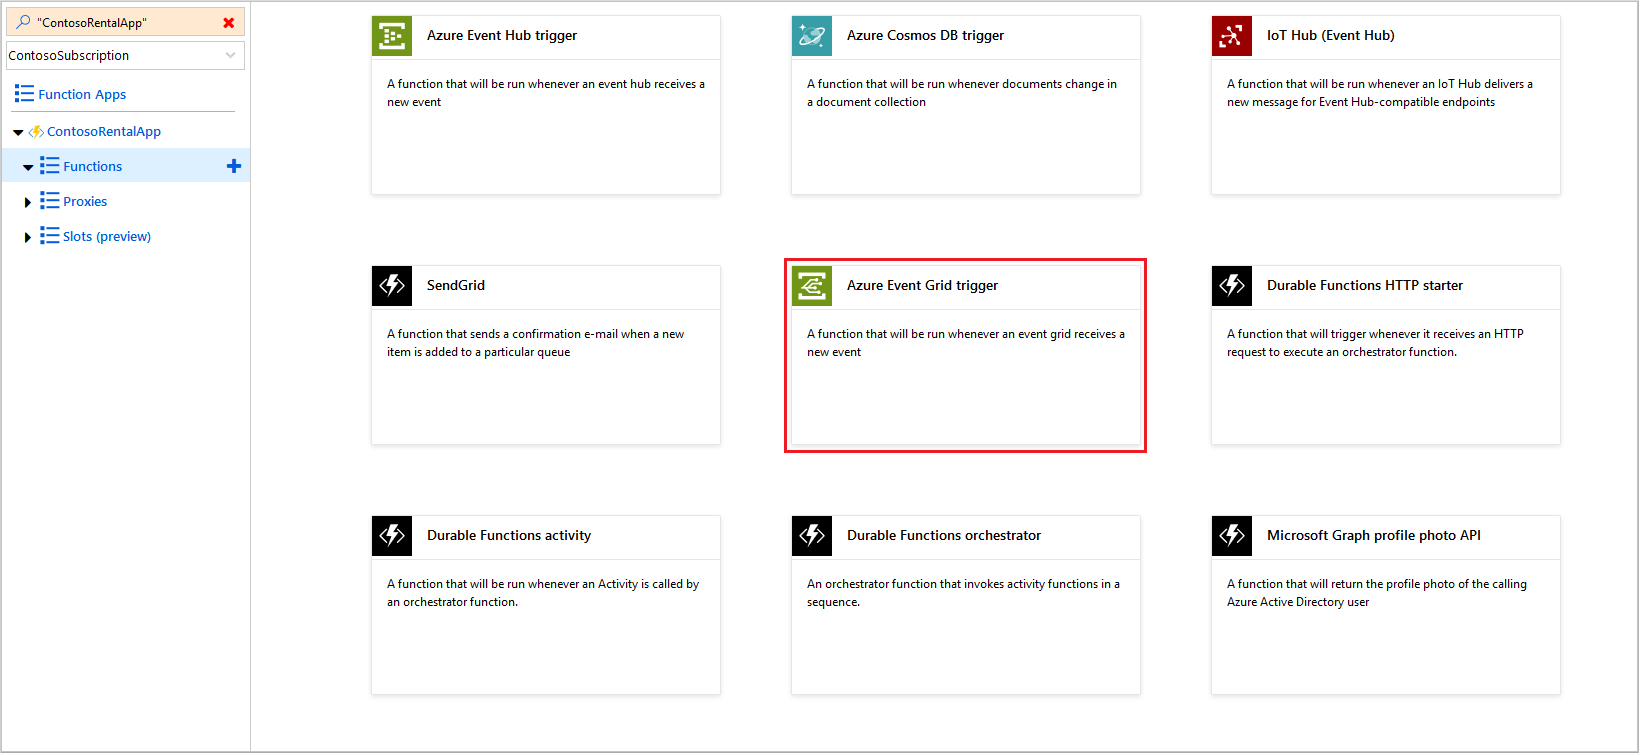 "ContosoRentalApp"
ContosoSubscription
Function Apps
ContosoRentalApp
Functions
Proxies
Slots (preview)
Azure Event Hub trigger
A function that will be run whenever an event hub receives a
new event
Azure Cosmos DB trigger
A function that will be run whenever documents change in
a document collection
IoT Hub (Event Hub)
A function that will be run whenever an IoT Hub delivers a
new message for Event Hub-compatible endpoints
SendGrid
A function that sends a confirmation e-mail when a new
item is added to a particular queue
Azure Event Grid trigger
A function that will be run whenever an event grid receives a
new event
Durable Functions HTTP starter
A function that will trigger whenever it receives an HTTP
request to execute an orchestrator function.
Durable Functions activity
A function that will be run whenever an Activity is called by
an orchestrator function.
Durable Functions orchestrator
An orchestrator function that invokes activity functions in a
sequence.
Microsoft Graph profile photo API
A function that will return the profile photo of the calling
Azure Active Directory user